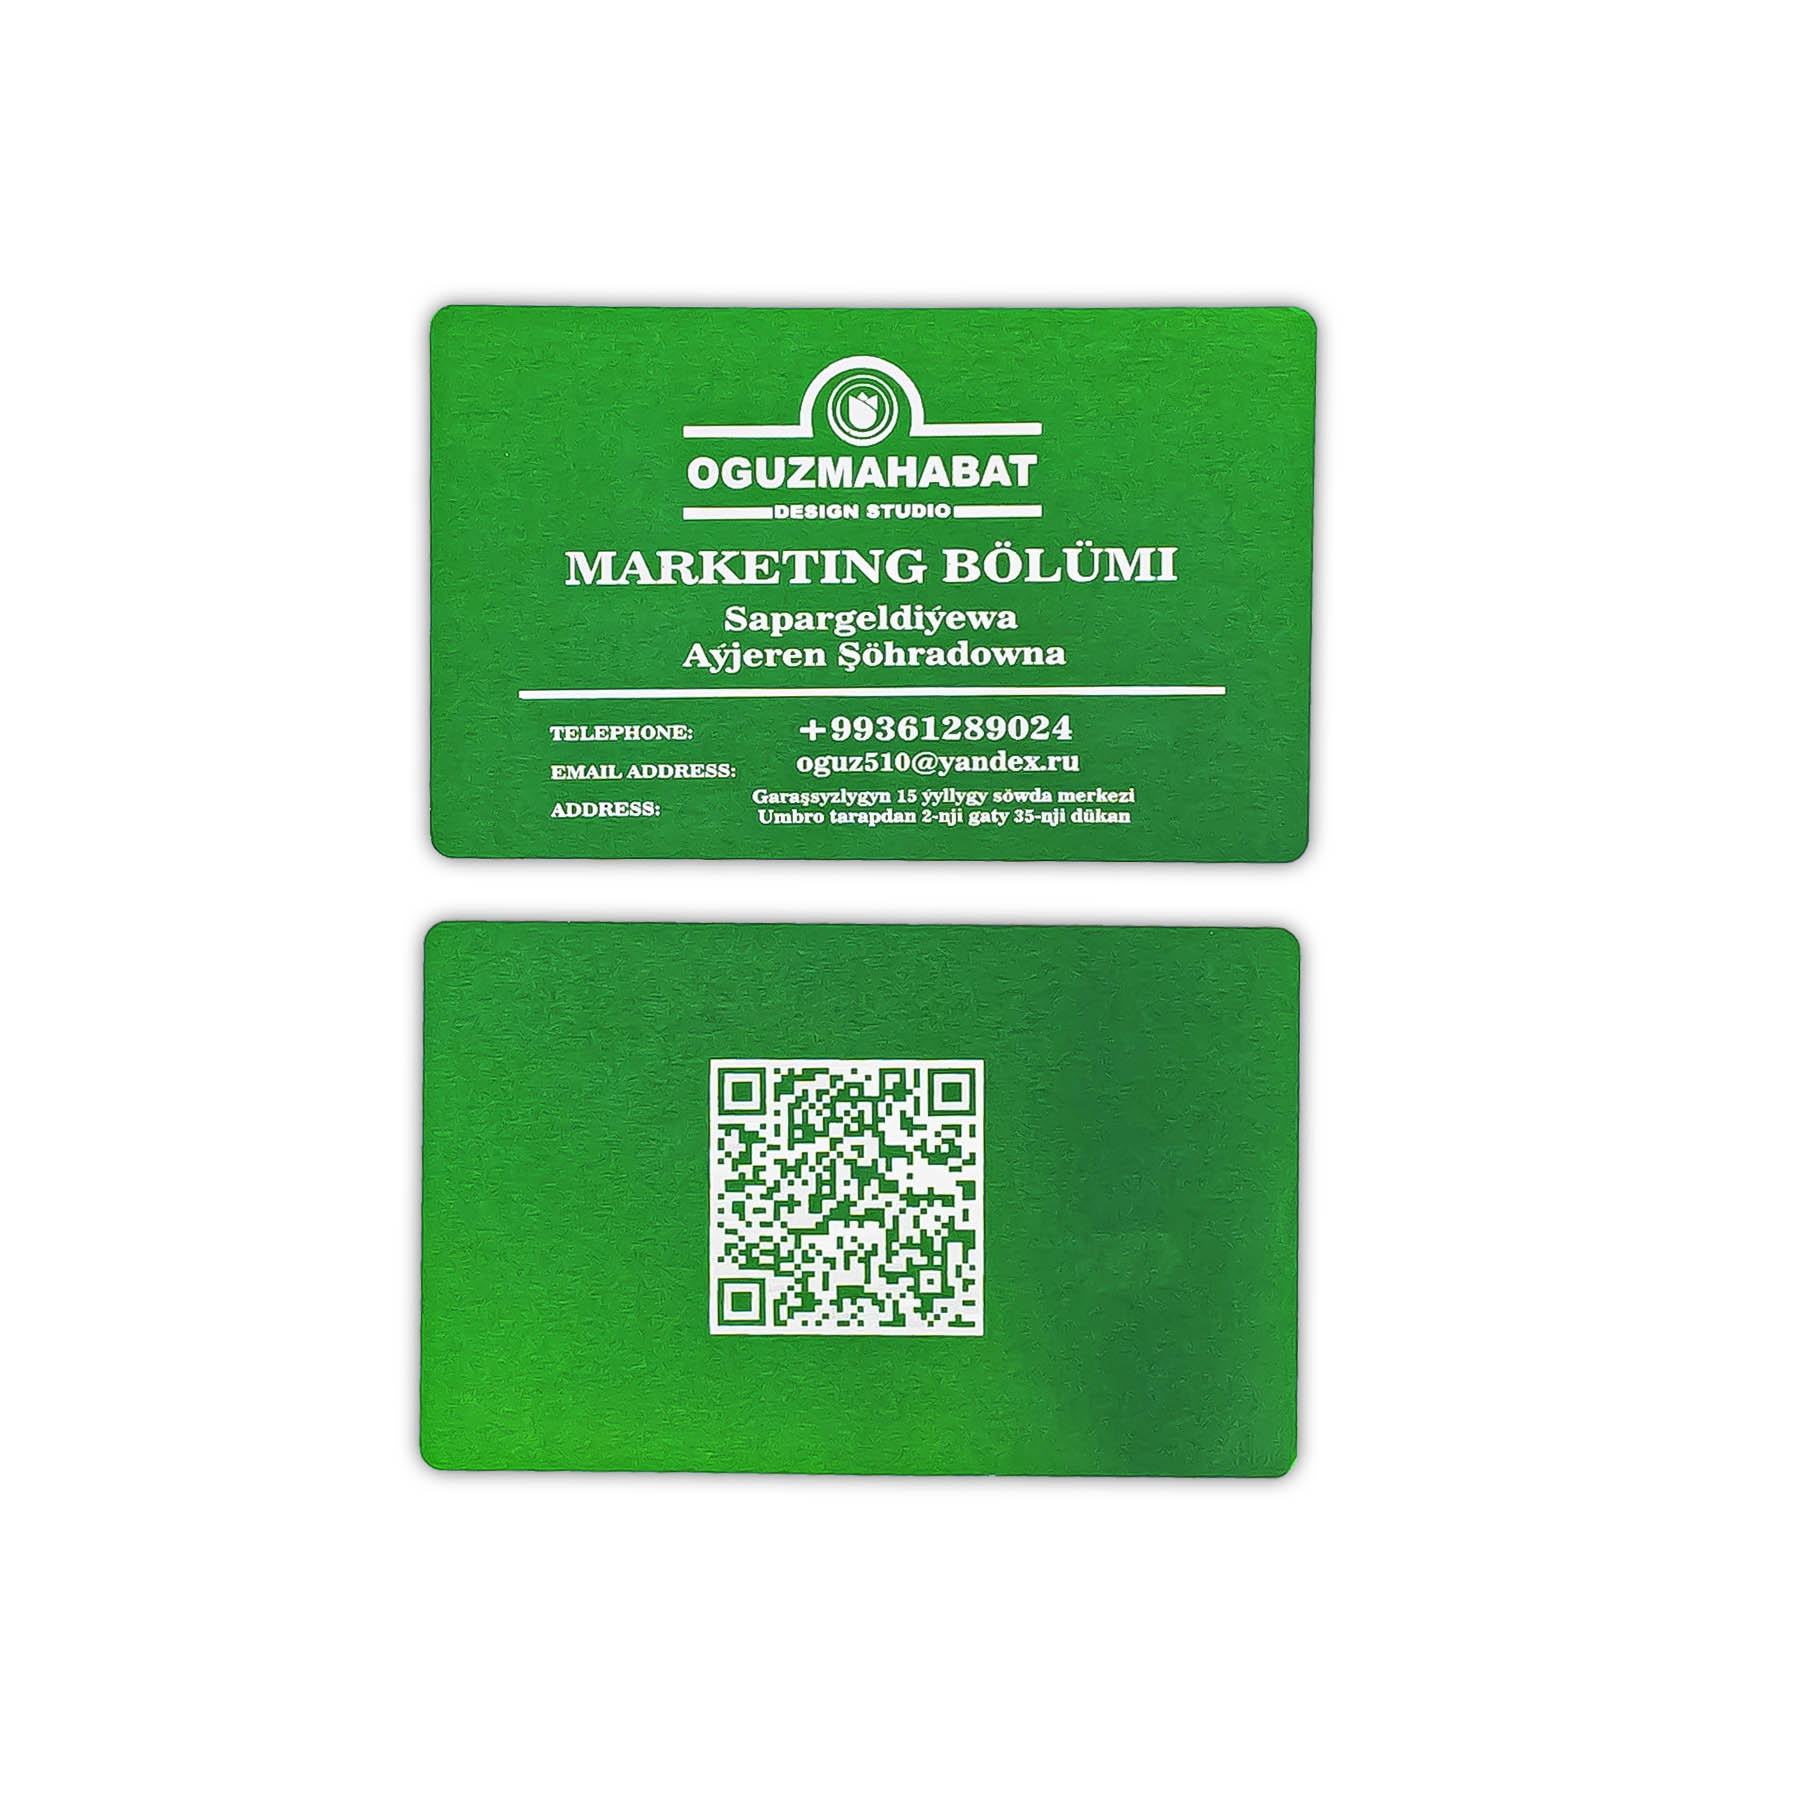 OGUZMAHABAT
DESIGN STUDIO
MARKETING BÖLÜMI
Sapargeldiýewa
Aýjeren Şöhradowna
TELEPHONE: +99361289024
EMAIL ADDRESS: oguz510@yandex.ru
ADDRESS: Garaşsyzlygyn 15 ýyllygy söwda merkezi
Umbro tarapdan 2-nji gaty 35-nji dükan